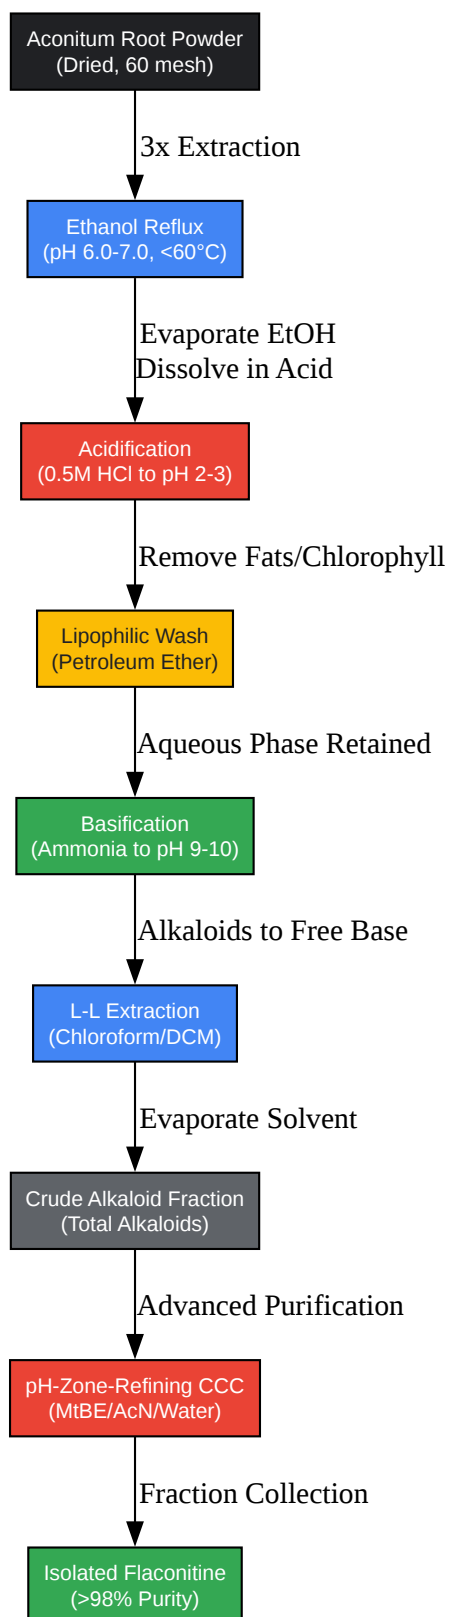 Aconitum Root Powder
(Dried, 60 mesh)
3x Extraction
Ethanol Reflux
(pH 6.0-7.0, <60°C)
Evaporate EtOH
Dissolve in Acid
Acidification
(0.5M HCl to pH 2-3)
Remove Fats/Chlorophyll
Lipophilic Wash
(Petroleum Ether)
Aqueous Phase Retained
Basification
(Ammonia to pH 9-10)
Alkaloids to Free Base
L-L Extraction
(Chloroform/DCM)
Evaporate Solvent
Crude Alkaloid Fraction
(Total Alkaloids)
Advanced Purification
pH-Zone-Refining CCC
(MtBE/AcN/Water)
Fraction Collection
Isolated Flaconitine
(>98% Purity)